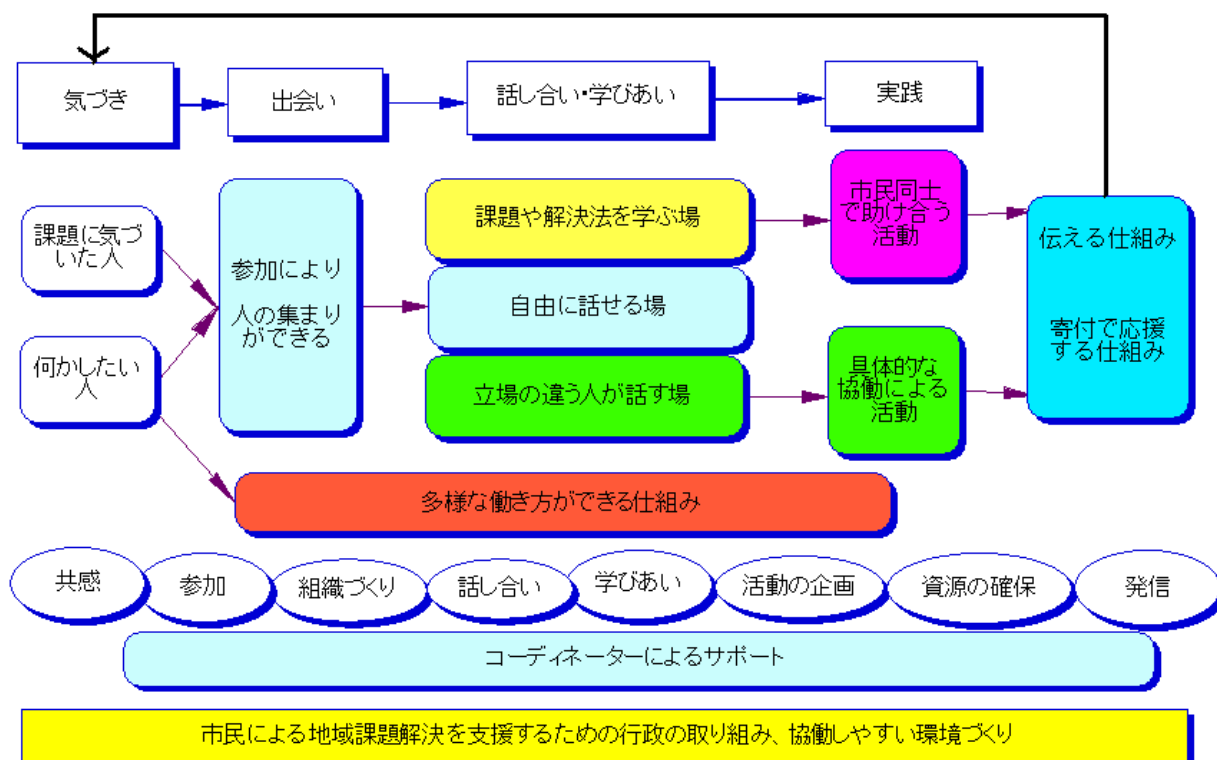 気づき
出会い
話し合い・学びあい
実践
課題に気づ
いた人
何かしたい
人
参加により
人の集まり
ができる
課題や解決法を学ぶ場
自由に話せる場
立場の違う人が話す場
市民同士
で助け合う
活動
具体的な
協働による
活動
伝える仕組み
寄付で応援
する仕組み
多様な働き方ができる仕組み
共感
参加
組織づくり
話し合い
学びあい
活動の企画
資源の確保
発信
コーディネーターによるサポート
市民による地域課題解決を支援するための行政の取り組み、協働しやすい環境づくり